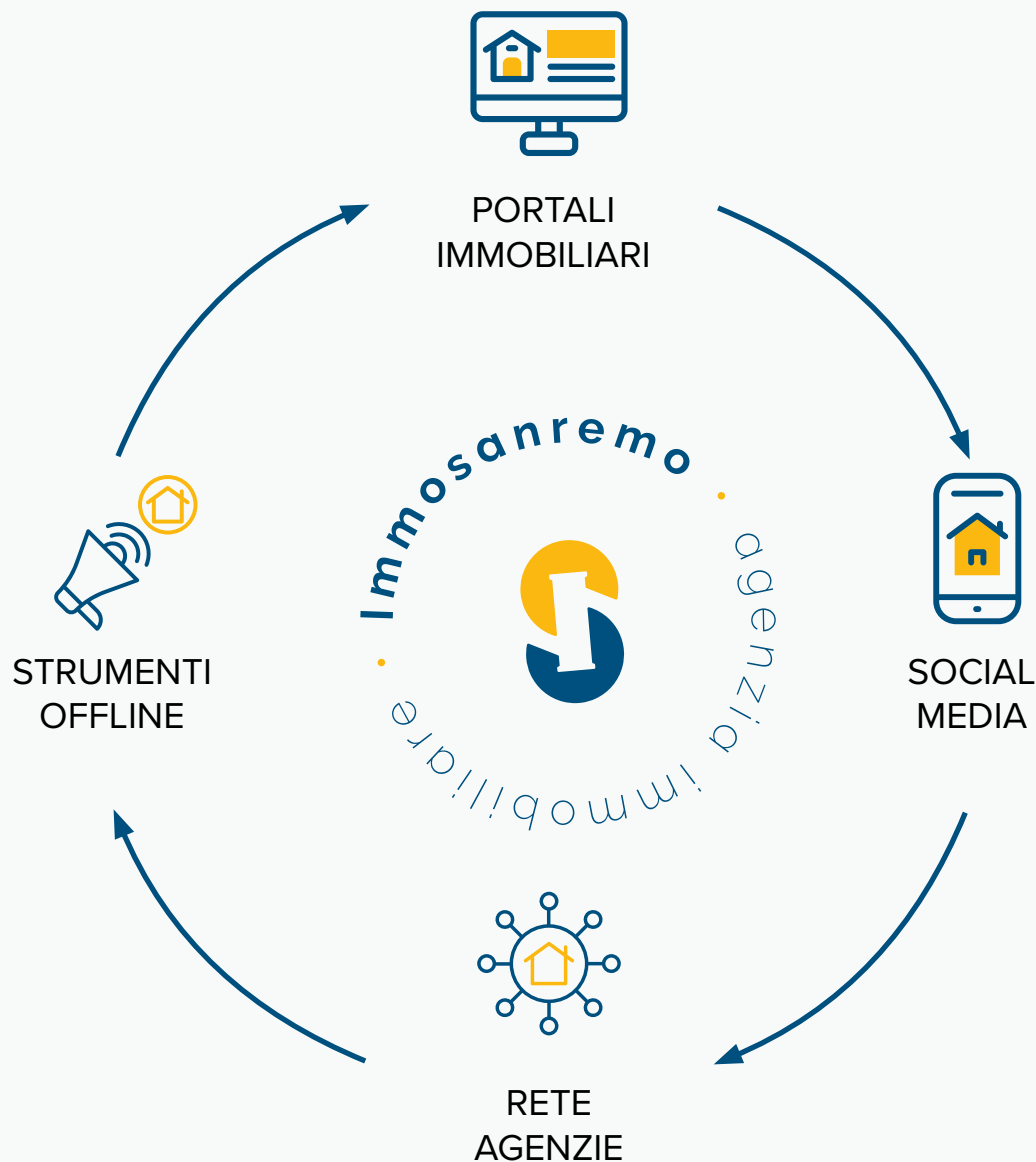 PORTALI
IMMOBILIARI
Immosanremo · agenzia immobiliare ·
STRUMENTI
OFFLINE
SOCIAL
MEDIA
RETE
AGENZIE